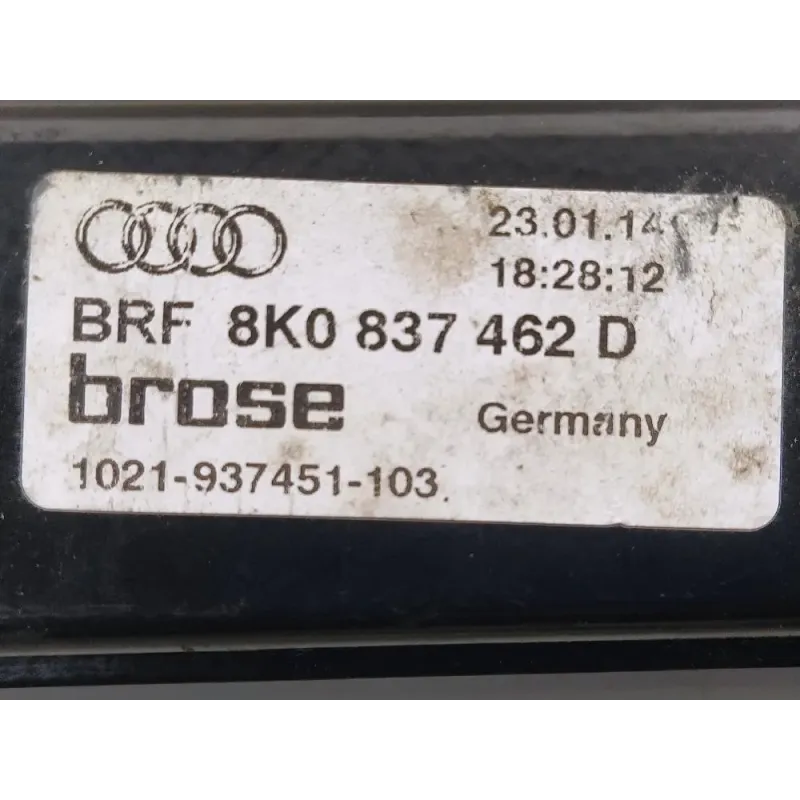 23.01.14
18:28:12
BRF 8K0 837 462 D
brose
Germany
1021-937451-103